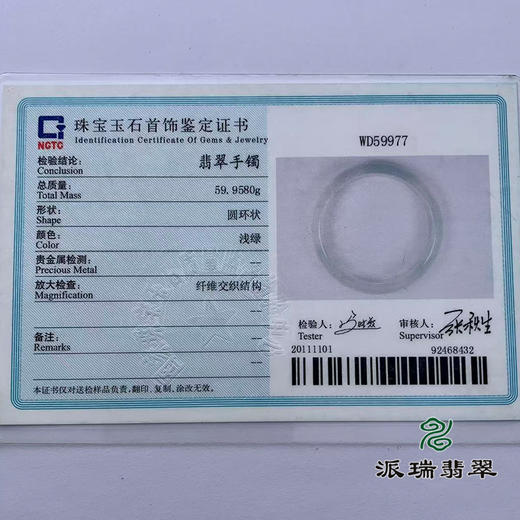 NGTC
珠宝玉石首饰鉴定证书
Identification Certificate Of Gems & Jewelry
检验结论:
Conclusion
翡翠手镯
总质量:
Total Mass
59.9580g
形状:
Shape
圆环状
颜色:
Color
浅绿
贵金属检测:
Precious Metal
--
放大检查:
Magnification
纤维交织结构
--
备注:
Remarks
--
--
本证书仅对送检样品负责,翻印、复制、涂改无效。
WD59977
检验人:
Tester
审核人:
Supervisor
20111101
92468432
派瑞翡翠